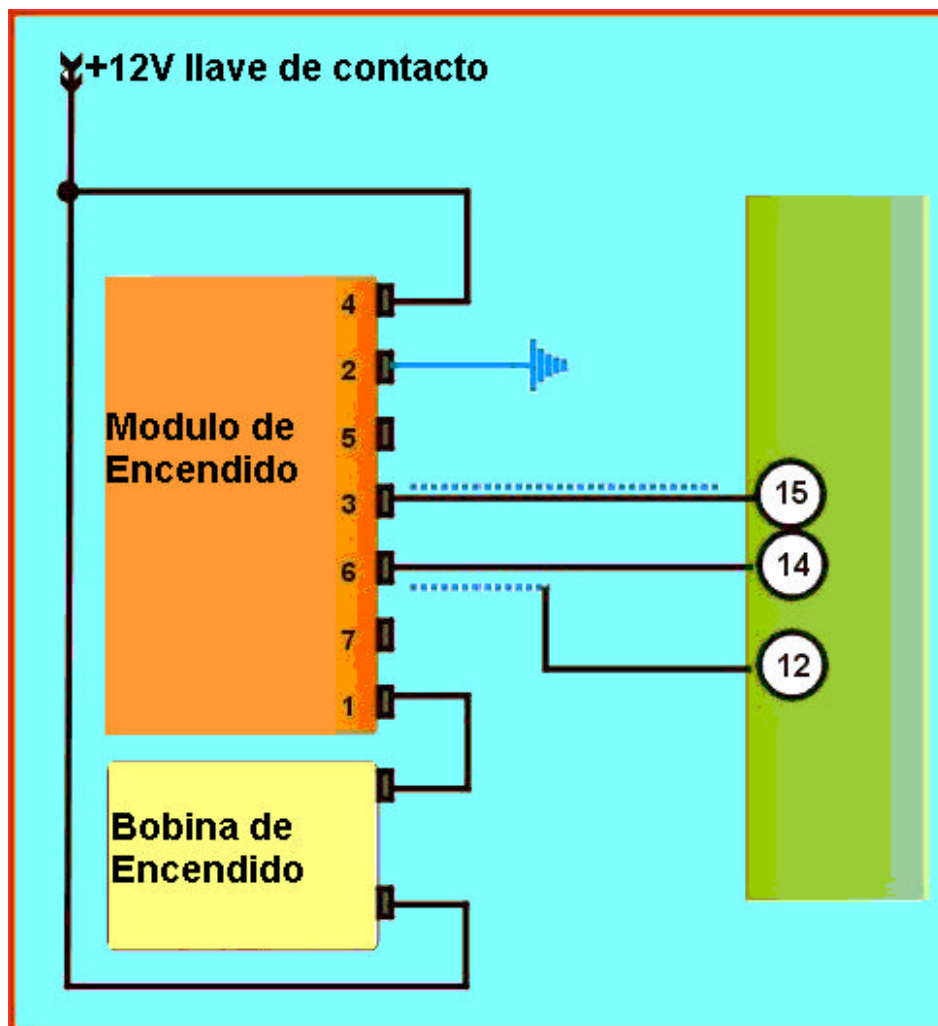 +12V llave de contacto
4
2
Modulo de
Encendido
5
3
15
6
14
7
12
1
Bobina de
Encendido